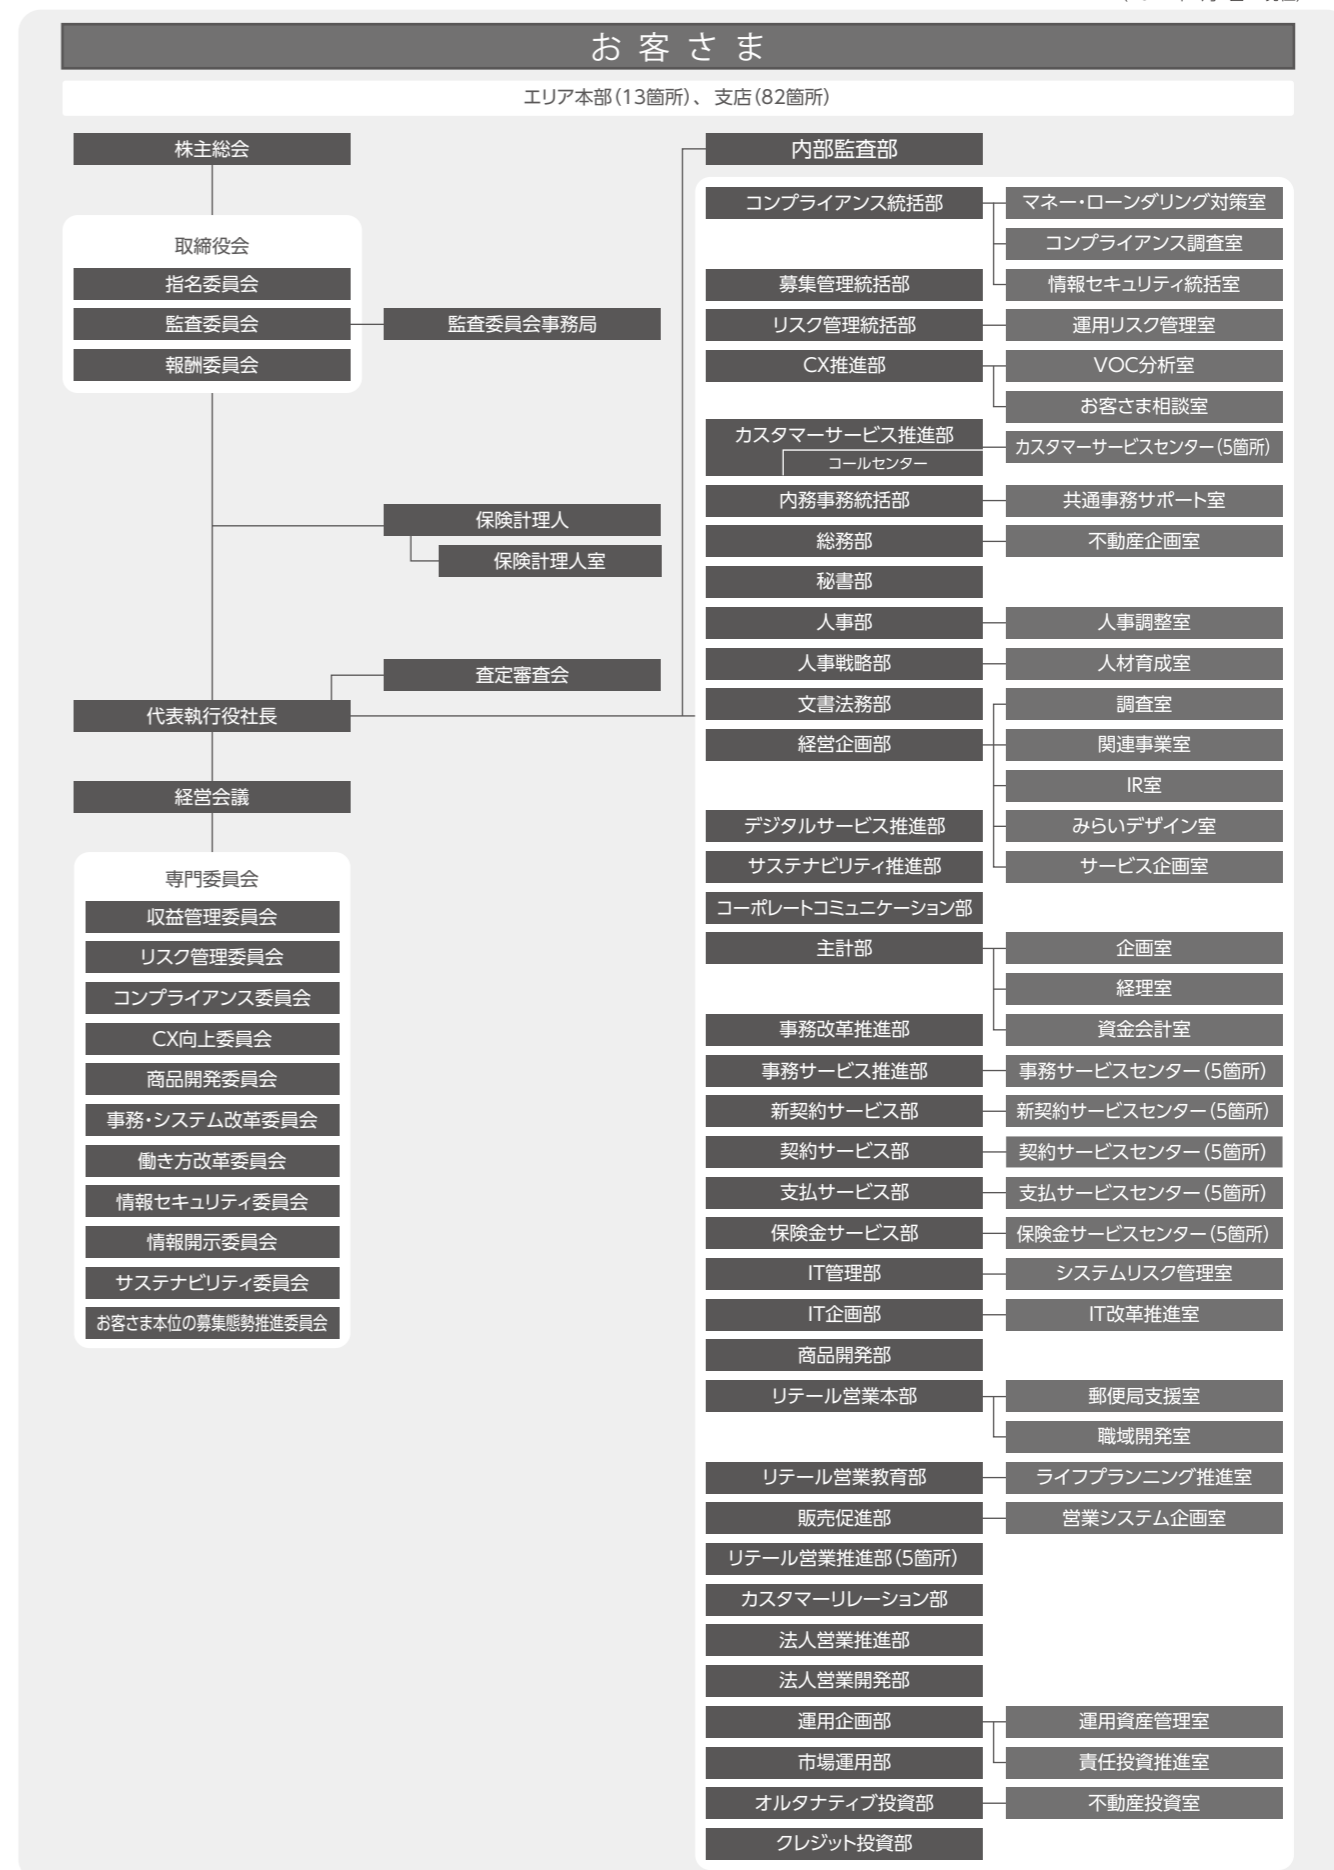 お客さま
エリア本部(13箇所)、支店(82箇所)
株主総会
取締役会
指名委員会
監査委員会
監査委員会事務局
報酬委員会
保険計理人
保険計理人室
査定審査会
代表執行役社長
経営会議
専門委員会
収益管理委員会
リスク管理委員会
コンプライアンス委員会
CX向上委員会
商品開発委員会
事務・システム改革委員会
働き方改革委員会
情報セキュリティ委員会
情報開示委員会
サステナビリティ委員会
お客さま本位の募集態勢推進委員会
内部監査部
コンプライアンス統括部
マネー・ローンダリング対策室
コンプライアンス調査室
募集管理統括部
情報セキュリティ統括室
リスク管理統括部
運用リスク管理室
CX推進部
VOC分析室
お客さま相談室
カスタマーサービス推進部
コールセンター
カスタマーサービスセンター(5箇所)
内務事務統括部
共通事務サポート室
総務部
不動産企画室
秘書部
人事部
人事調整室
人事戦略部
人材育成室
文書法務部
調査室
経営企画部
関連事業室
IR室
デジタルサービス推進部
みらいデザイン室
サステナビリティ推進部
サービス企画室
コーポレートコミュニケーション部
主計部
企画室
経理室
事務改革推進部
資金会計室
事務サービス推進部
事務サービスセンター(5箇所)
新契約サービス部
新契約サービスセンター(5箇所)
契約サービス部
契約サービスセンター(5箇所)
支払サービス部
支払サービスセンター(5箇所)
保険金サービス部
保険金サービスセンター(5箇所)
IT管理部
システムリスク管理室
IT企画部
IT改革推進室
商品開発部
リテール営業本部
郵便局支援室
職域開発室
リテール営業教育部
ライフプランニング推進室
販売促進部
営業システム企画室
リテール営業推進部(5箇所)
カスタマーリレーション部
法人営業推進部
法人営業開発部
運用企画部
運用資産管理室
市場運用部
責任投資推進室
オルタナティブ投資部
不動産投資室
クレジット投資部